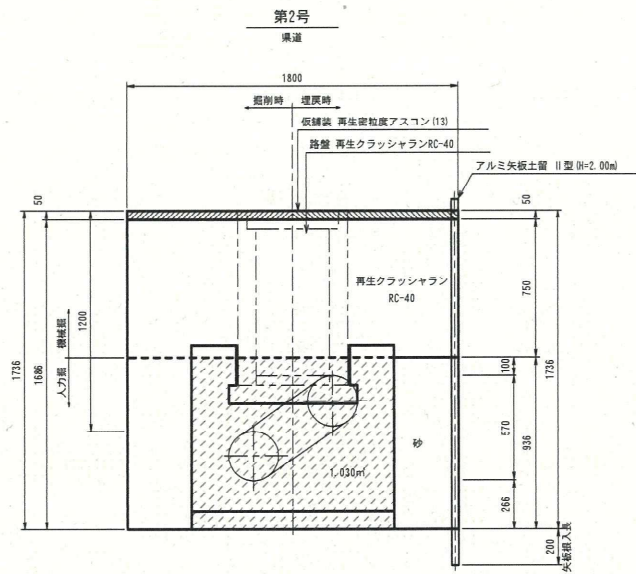 第2号
県道
1800
掘削時 埋戻時
仮舗装 再生密粒度アスコン(13)
路盤 再生クラッシャランRC-40
アルミ矢板土留 II型(H=2.00m)
50
50
再生クラッシャラン
RC-40
750
1200
機械掘
人力掘
1736
1686
1736
100
570
936
砂
1.030㎡
266
200
矢板根入長